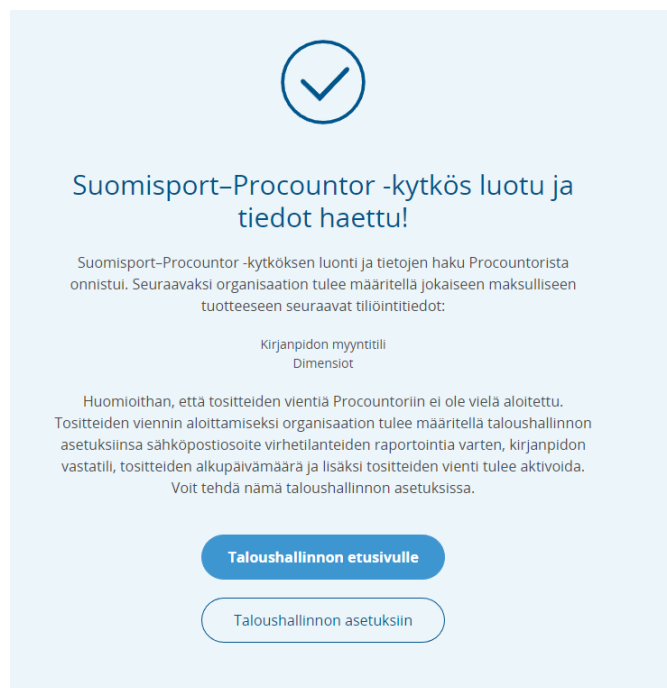 Suomisport–Procountor -kytkös luotu ja
tiedot haettu!
Suomisport–Procountor -kytköksen luonti ja tietojen haku Procountorista
onnistui. Seuraavaksi organisaation tulee määritellä jokaiseen maksulliseen
tuotteeseen seuraavat tiliöintitiedot:
Kirjanpidon myyntitili
Dimensiot
Huomioithan, että tositteiden vientiä Procountoriin ei ole vielä aloitettu.
Tositteiden viennin aloittamiseksi organisaation tulee määritellä taloushallinnon
asetuksiinsa sähköpostiosoite virhetilanteiden raportointia varten, kirjanpidon
vastatili, tositteiden alkupäivämäärä ja lisäksi tositteiden vienti tulee aktivoida.
Voit tehdä nämä taloushallinnon asetuksissa.
Taloushallinnon etusivulle
Taloushallinnon asetuksiin